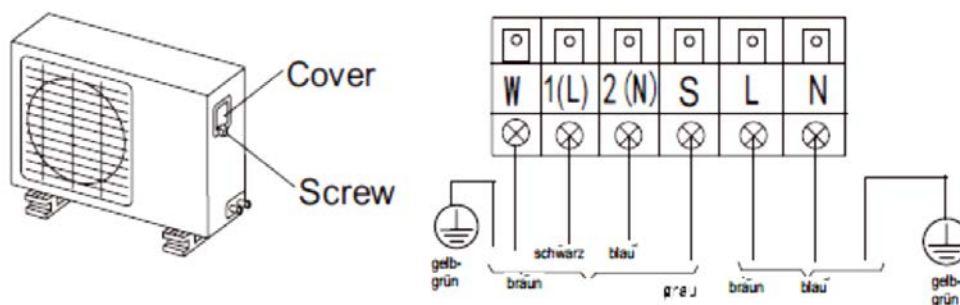 Cover
Screw
W 1(L) 2(N) S L N
gelb-
grün
braun
schwarz
blau
grau
braun
blau
gelb-
grün